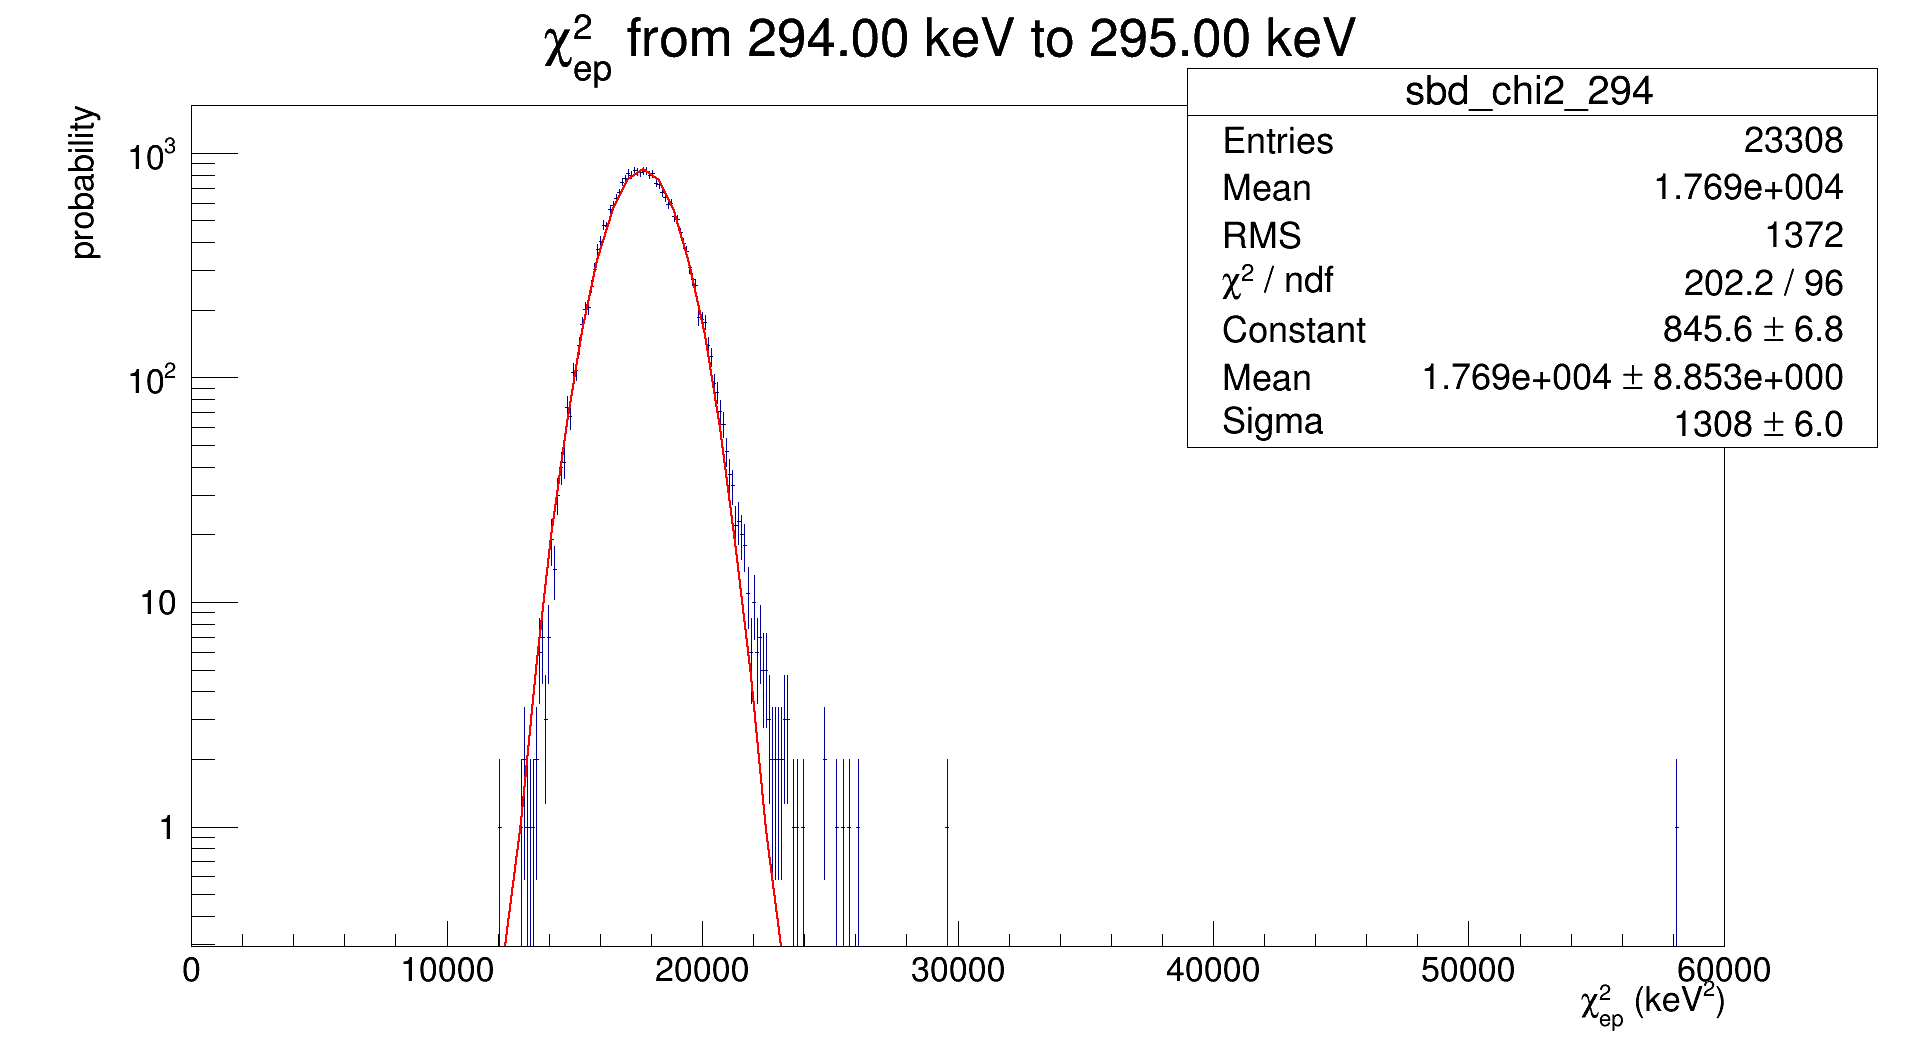 χ²ep from 294.00 keV to 295.00 keV
sbd_chi2_294
Entries 23308
Mean 1.769e+004
RMS 1372
χ² / ndf 202.2 / 96
Constant 845.6 ± 6.8
Mean 1.769e+004 ± 8.853e+000
Sigma 1308 ± 6.0
probability
10³
10²
10
1
0 10000 20000 30000 40000 50000 60000
χ²ep (keV²)